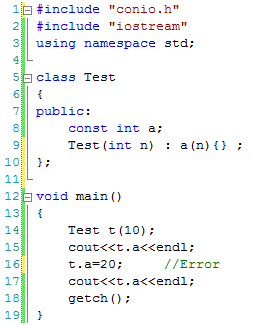 1 #include "conio.h"
2 #include "iostream"
3 using namespace std;
4
5 class Test
6 {
7 public:
8     const int a;
9     Test(int n) : a(n){} ;
10 };
11
12 void main()
13 {
14     Test t(10);
15     cout<<t.a<<endl;
16     t.a=20;     //Error
17     cout<<t.a<<endl;
18     getch();
19 }